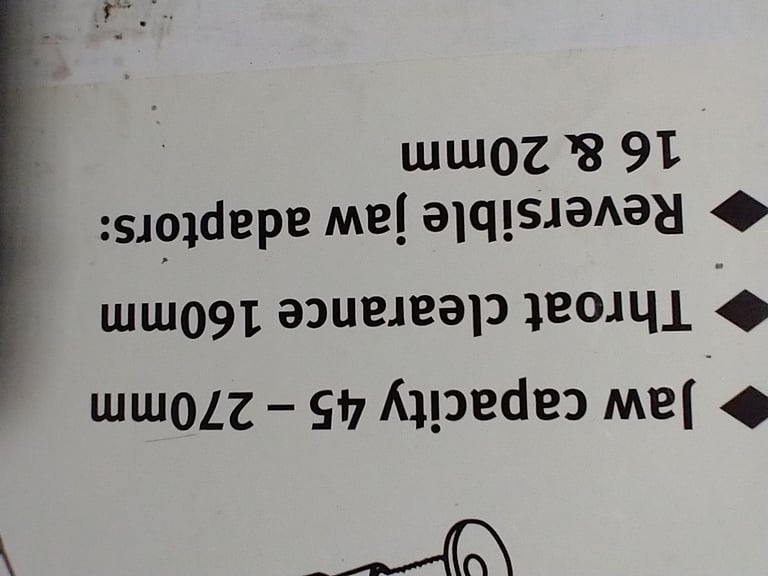 Jaw capacity 45 – 270mm
Throat clearance 160mm
Reversible jaw adaptors:
16 & 20mm